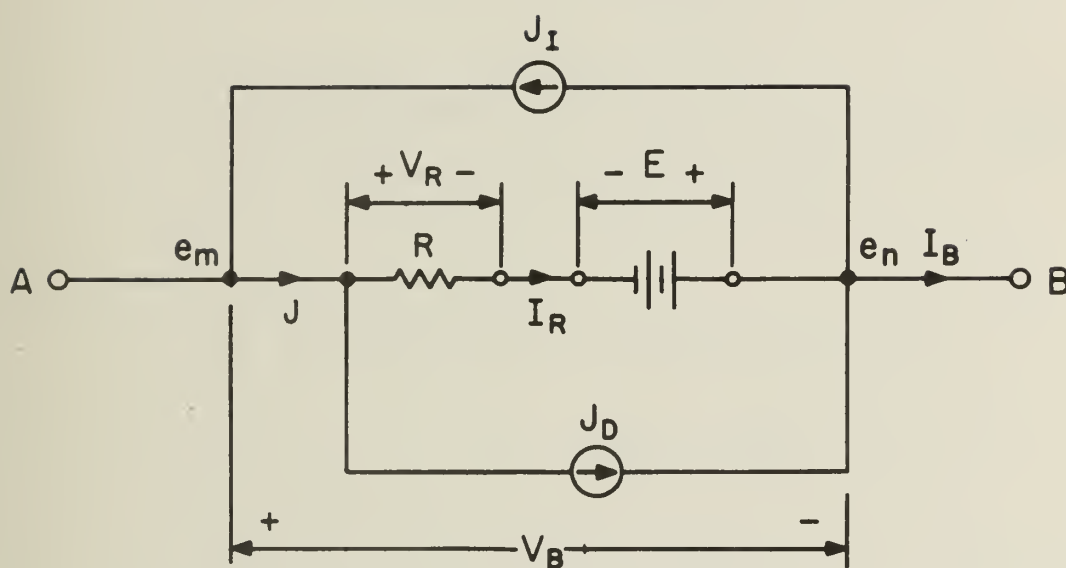 J_I
+ V_R -
- E +
e_m
R
e_n
I_B
A
J
I_R
B
J_D
+
-
V_B